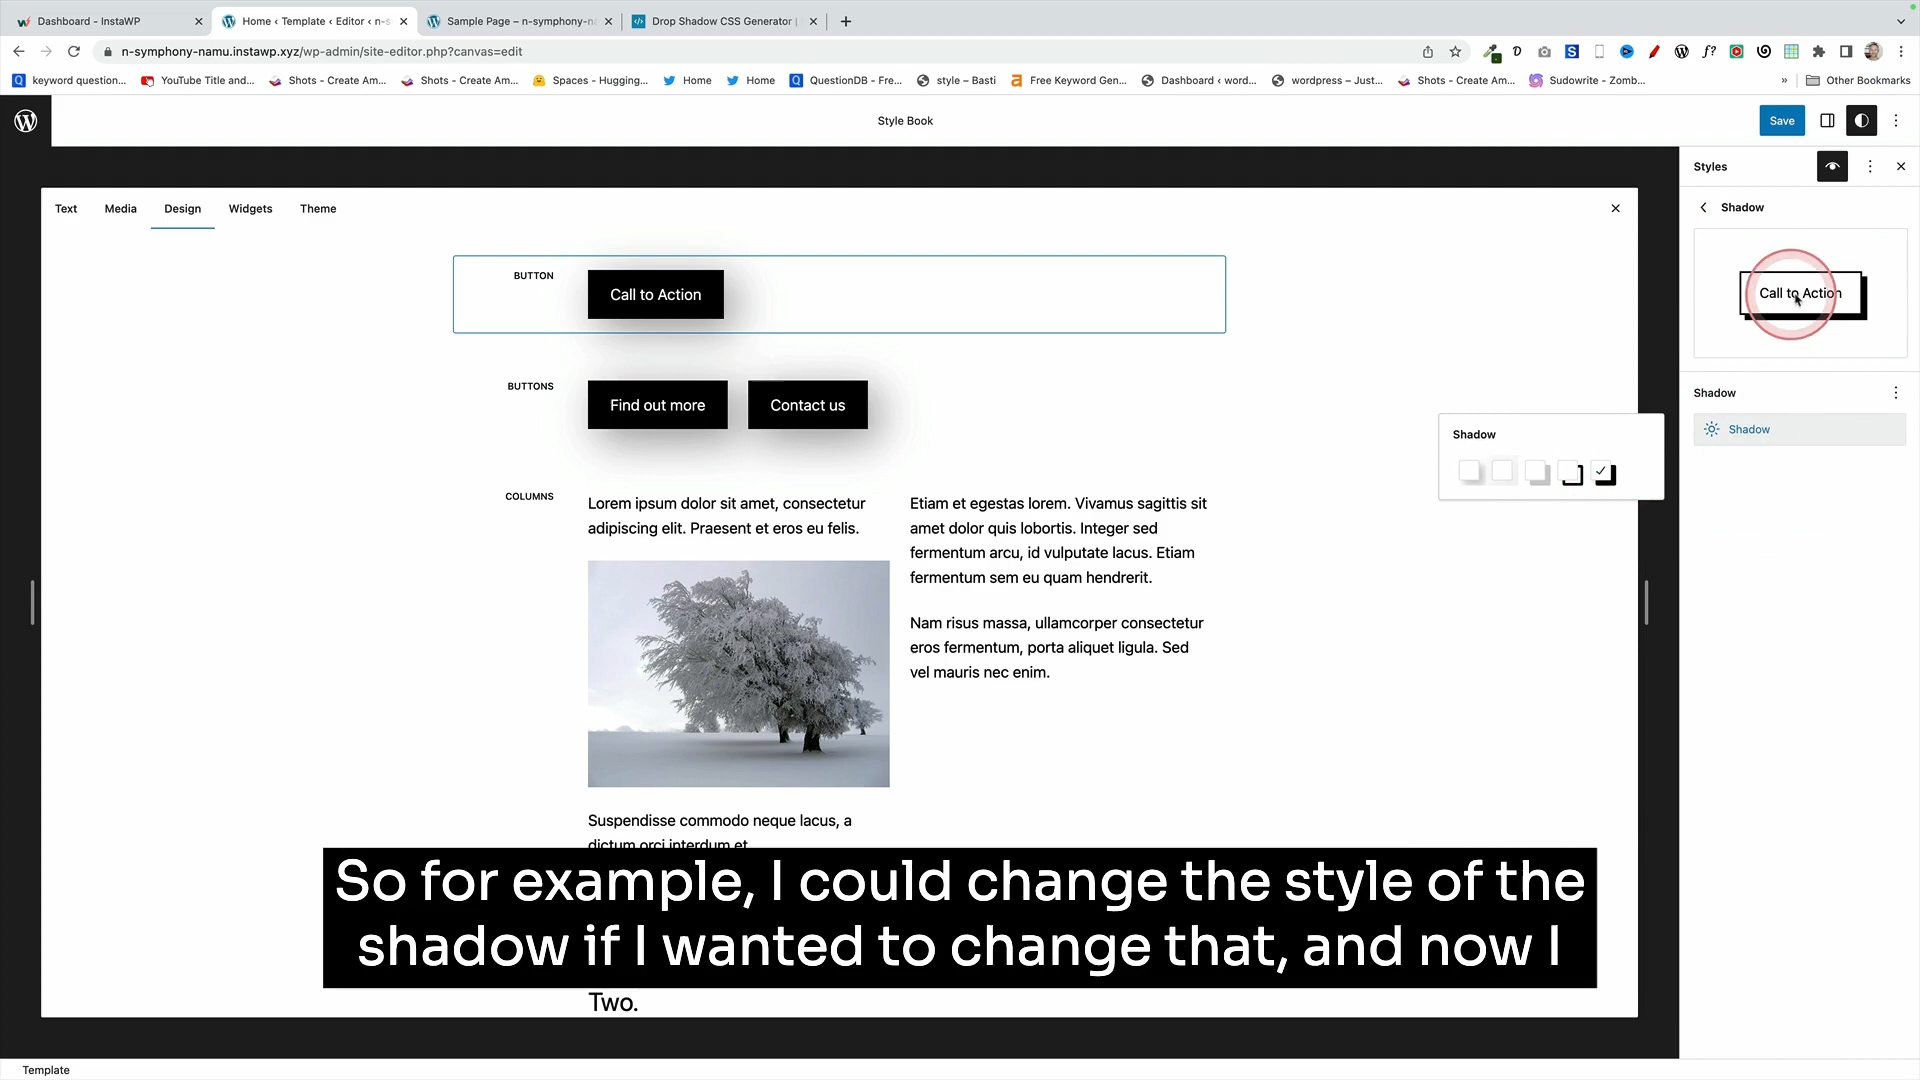 Dashboard - InstaWP
Home ‹ Template ‹ Editor ‹ n-s
Sample Page – n-symphony-na
Drop Shadow CSS Generator |
n-symphony-namu.instawp.xyz/wp-admin/site-editor.php?canvas=edit
keyword question...
YouTube Title and...
Shots - Create Am...
Shots - Create Am...
Spaces - Hugging...
Home
Home
QuestionDB - Fre...
style – Basti
Free Keyword Gen...
Dashboard ‹ word...
wordpress – Just...
Shots - Create Am...
Sudowrite - Zomb...
»
Other Bookmarks
Style Book
Save
Styles
Text Media Design Widgets Theme
Shadow
Call to Action
Shadow
Shadow
Shadow
BUTTON
Call to Action
BUTTONS
Find out more
Contact us
COLUMNS
Lorem ipsum dolor sit amet, consectetur
adipiscing elit. Praesent et eros eu felis.
Etiam et egestas lorem. Vivamus sagittis sit
amet dolor quis lobortis. Integer sed
fermentum arcu, id vulputate lacus. Etiam
fermentum sem eu quam hendrerit.
Nam risus massa, ullamcorper consectetur
eros fermentum, porta aliquet ligula. Sed
vel mauris nec enim.
Suspendisse commodo neque lacus, a
dictum orci interdum et.
So for example, I could change the style of the
shadow if I wanted to change that, and now I
Two.
Template